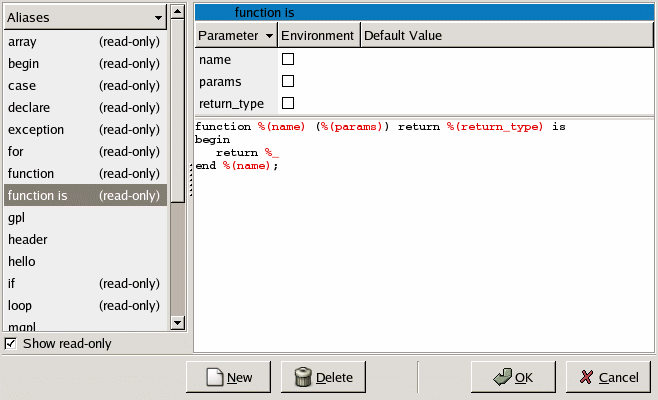 Aliases
array (read-only)
begin (read-only)
case (read-only)
declare (read-only)
exception (read-only)
for (read-only)
function (read-only)
function is (read-only)
gpl
header
hello
if (read-only)
loop (read-only)
mgpl
Show read-only
function is
Parameter Environment Default Value
name
params
return_type
function %(name) (%(params)) return %(return_type) is
begin
return %_
end %(name);
New Delete OK Cancel